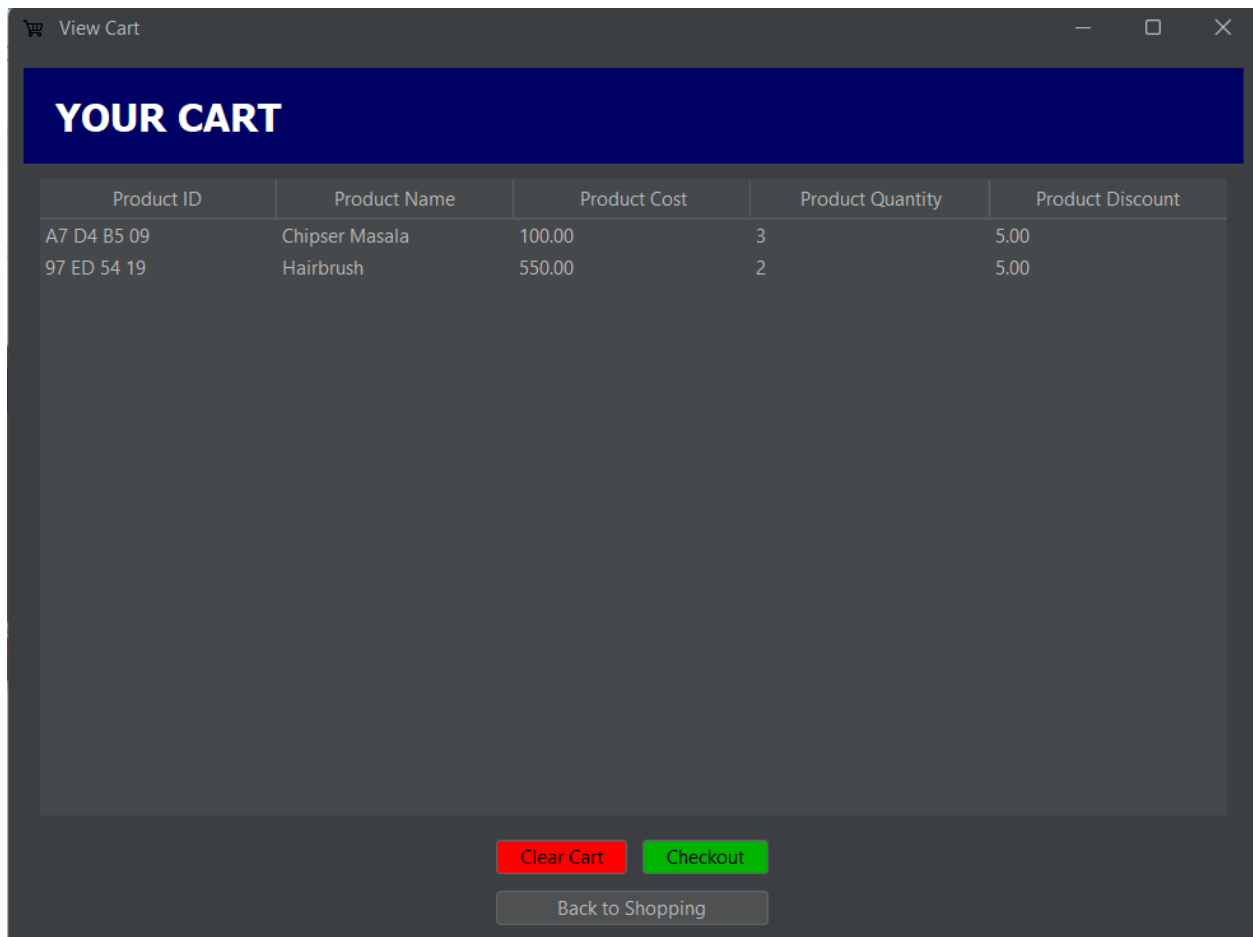 View Cart
YOUR CART
Product ID Product Name Product Cost Product Quantity Product Discount
A7 D4 B5 09 Chipser Masala 100.00 3 5.00
97 ED 54 19 Hairbrush 550.00 2 5.00
Clear Cart Checkout
Back to Shopping